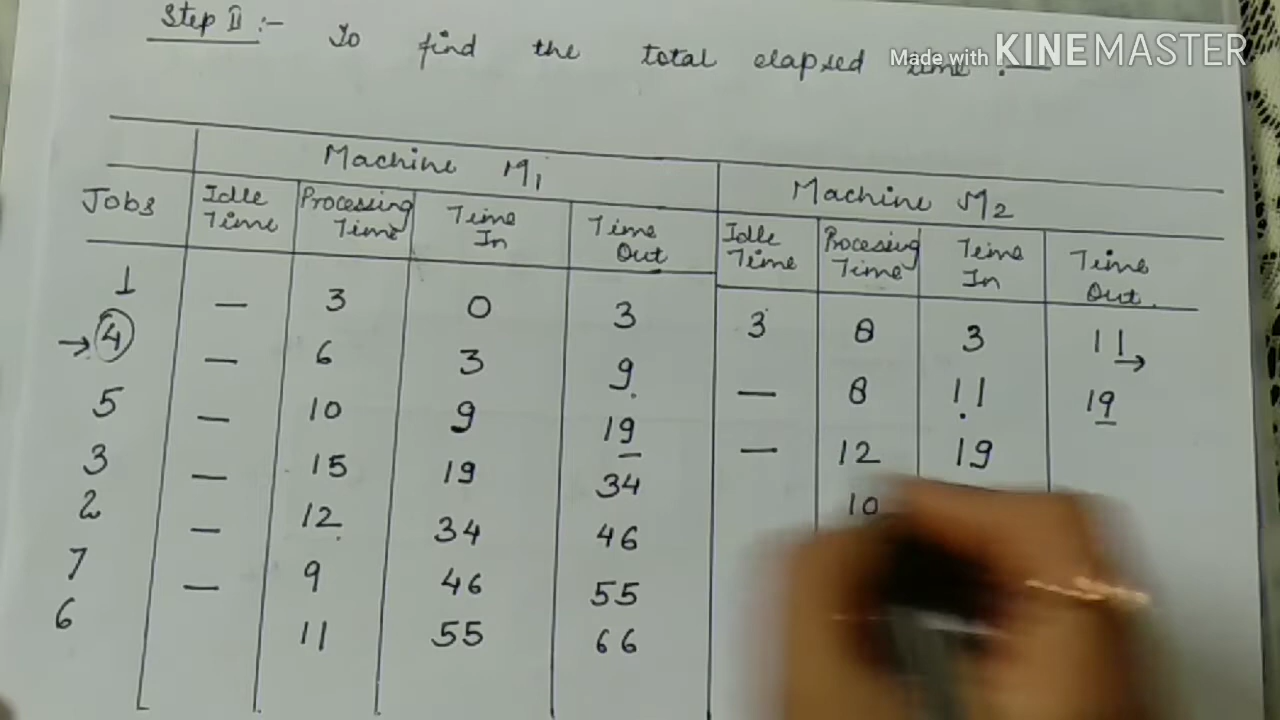 Step II :-
To find the total elapsed time :—
Made with KINEMASTER
Machine M1
Machine M2
Jobs Idle Time Processing Time Time In Time Out Idle Time Procesing Time Time In Time Out.
1 — 3 0 3 3 8 3 11
→ 4 — 6 3 9 — 8 11 19
5 — 10 9 19 — 12 19
3 — 15 19 34 10
2 — 12 34 46
7 — 9 46 55
6 11 55 66